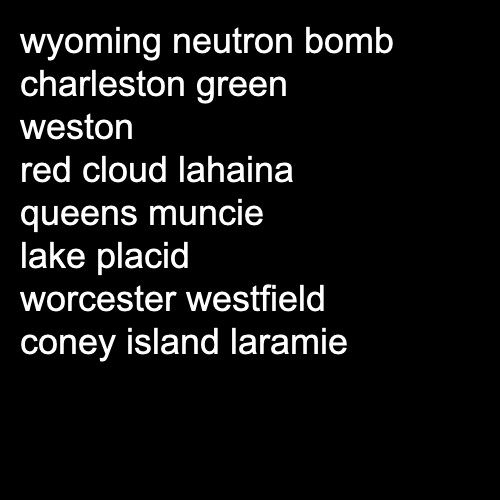 wyoming neutron bomb
charleston green
weston
red cloud lahaina
queens muncie
lake placid
worcester westfield
coney island laramie